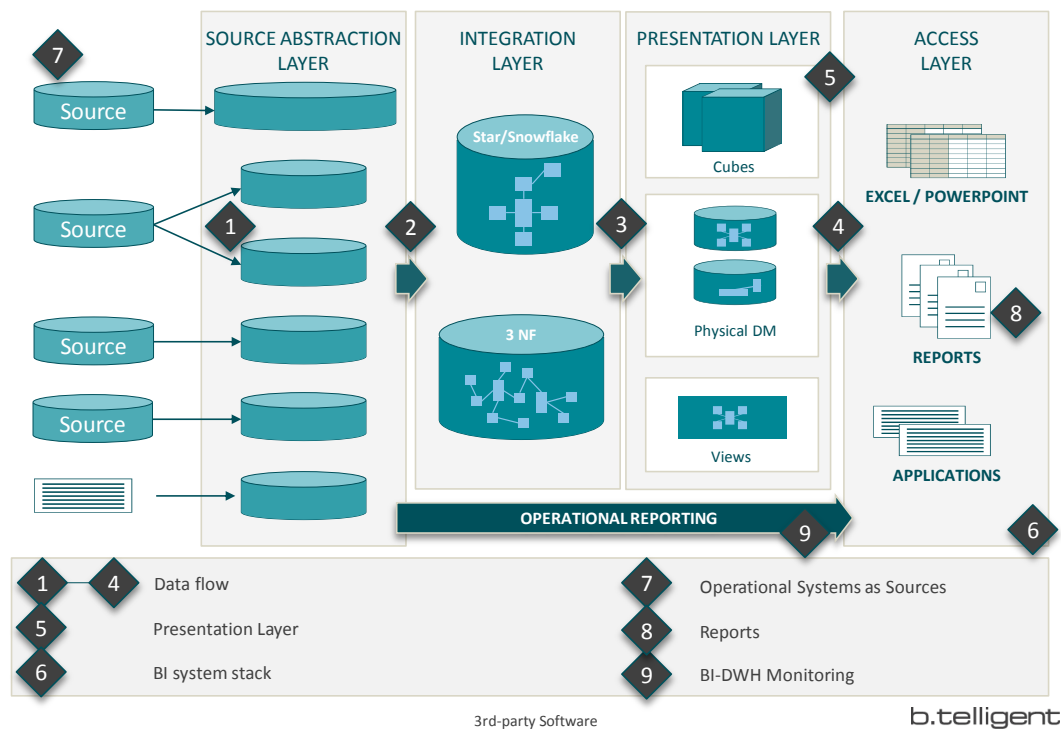 SOURCE ABSTRACTION
LAYER
INTEGRATION
LAYER
PRESENTATION LAYER
ACCESS
LAYER
7
5
Source
Star/Snowflake
Cubes
EXCEL / POWERPOINT
Source
1
2
3
4
8
Physical DM
3 NF
Source
REPORTS
Source
Views
APPLICATIONS
OPERATIONAL REPORTING
9
6
1
4
Data flow
7
Operational Systems as Sources
5
Presentation Layer
8
Reports
6
BI system stack
9
BI-DWH Monitoring
3rd-party Software
b.telligent